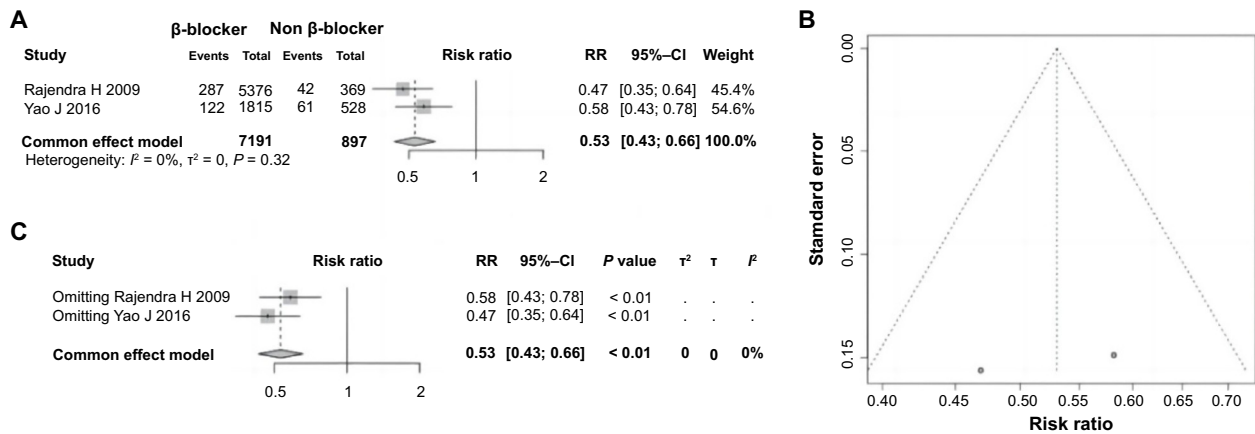 A
β-blocker Non β-blocker
Study Events Total Events Total Risk ratio RR 95%–CI Weight
Rajendra H 2009 287 5376 42 369 0.47 [0.35; 0.64] 45.4%
Yao J 2016 122 1815 61 528 0.58 [0.43; 0.78] 54.6%
Common effect model 7191 897 0.53 [0.43; 0.66] 100.0%
Heterogeneity: I² = 0%, τ² = 0, P = 0.32
0.5 1 2
B
Stamdard error
0.00
0.05
0.10
0.15
0.40 0.45 0.50 0.55 0.60 0.65 0.70
Risk ratio
C
Study Risk ratio RR 95%–CI P value τ² τ I²
Omitting Rajendra H 2009 0.58 [0.43; 0.78] < 0.01 . . .
Omitting Yao J 2016 0.47 [0.35; 0.64] < 0.01 . . .
Common effect model 0.53 [0.43; 0.66] < 0.01 0 0 0%
0.5 1 2